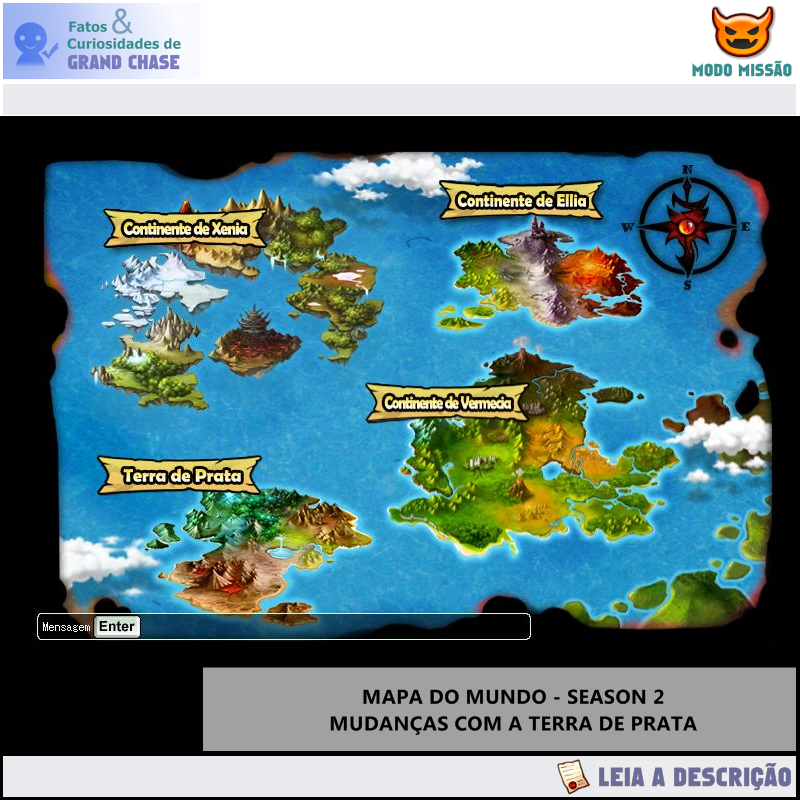 Fatos &
Curiosidades de
GRAND CHASE
MODO MISSÃO
Continente de Xenia
Continente de Ellia
N
W E
S
Continente de Vermecia
Terra de Prata
Mensagem Enter
MAPA DO MUNDO - SEASON 2
MUDANÇAS COM A TERRA DE PRATA
LEIA A DESCRIÇÃO